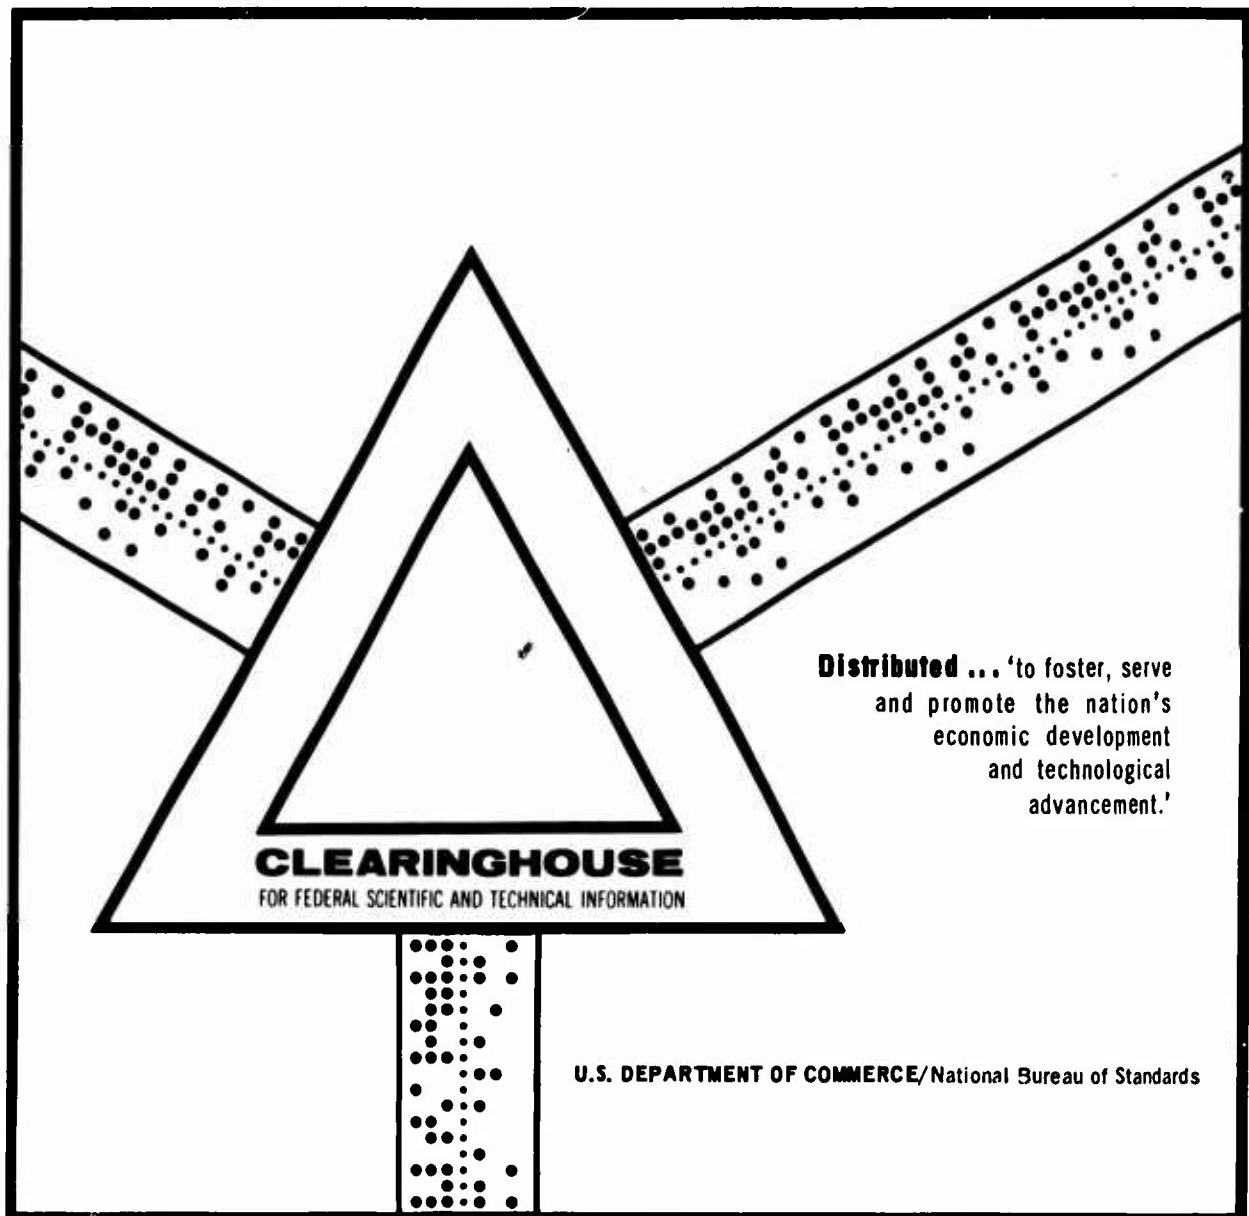 Distributed ... 'to foster, serve
and promote the nation's
economic development
and technological
advancement.'
CLEARINGHOUSE
FOR FEDERAL SCIENTIFIC AND TECHNICAL INFORMATION
U.S. DEPARTMENT OF COMMERCE/National Bureau of Standards